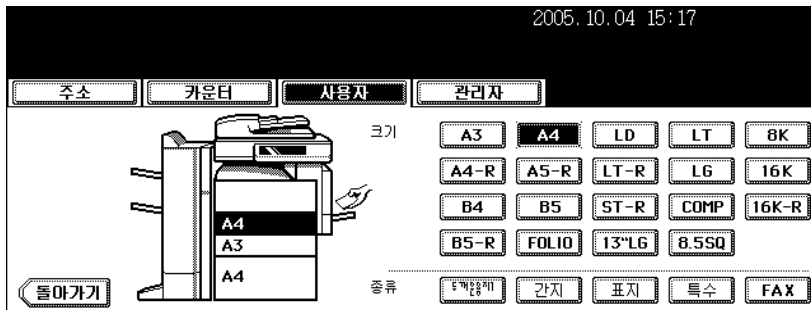 2005.10.04 15:17
주소 카운터 사용자 관리자
크기 A3 A4 LD LT 8K
A4-R A5-R LT-R LG 16K
B4 B5 ST-R COMP 16K-R
B5-R FOLIO 13"LG 8.5SQ
A4
A3
A4
종류 간지 표지 특수 FAX
돌아가기